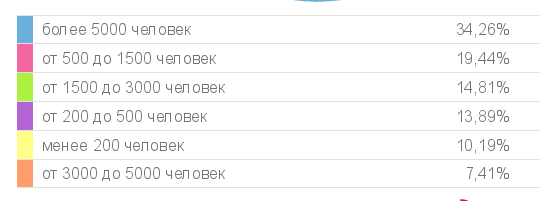 более 5000 человек 34,26%
от 500 до 1500 человек 19,44%
от 1500 до 3000 человек 14,81%
от 200 до 500 человек 13,89%
менее 200 человек 10,19%
от 3000 до 5000 человек 7,41%